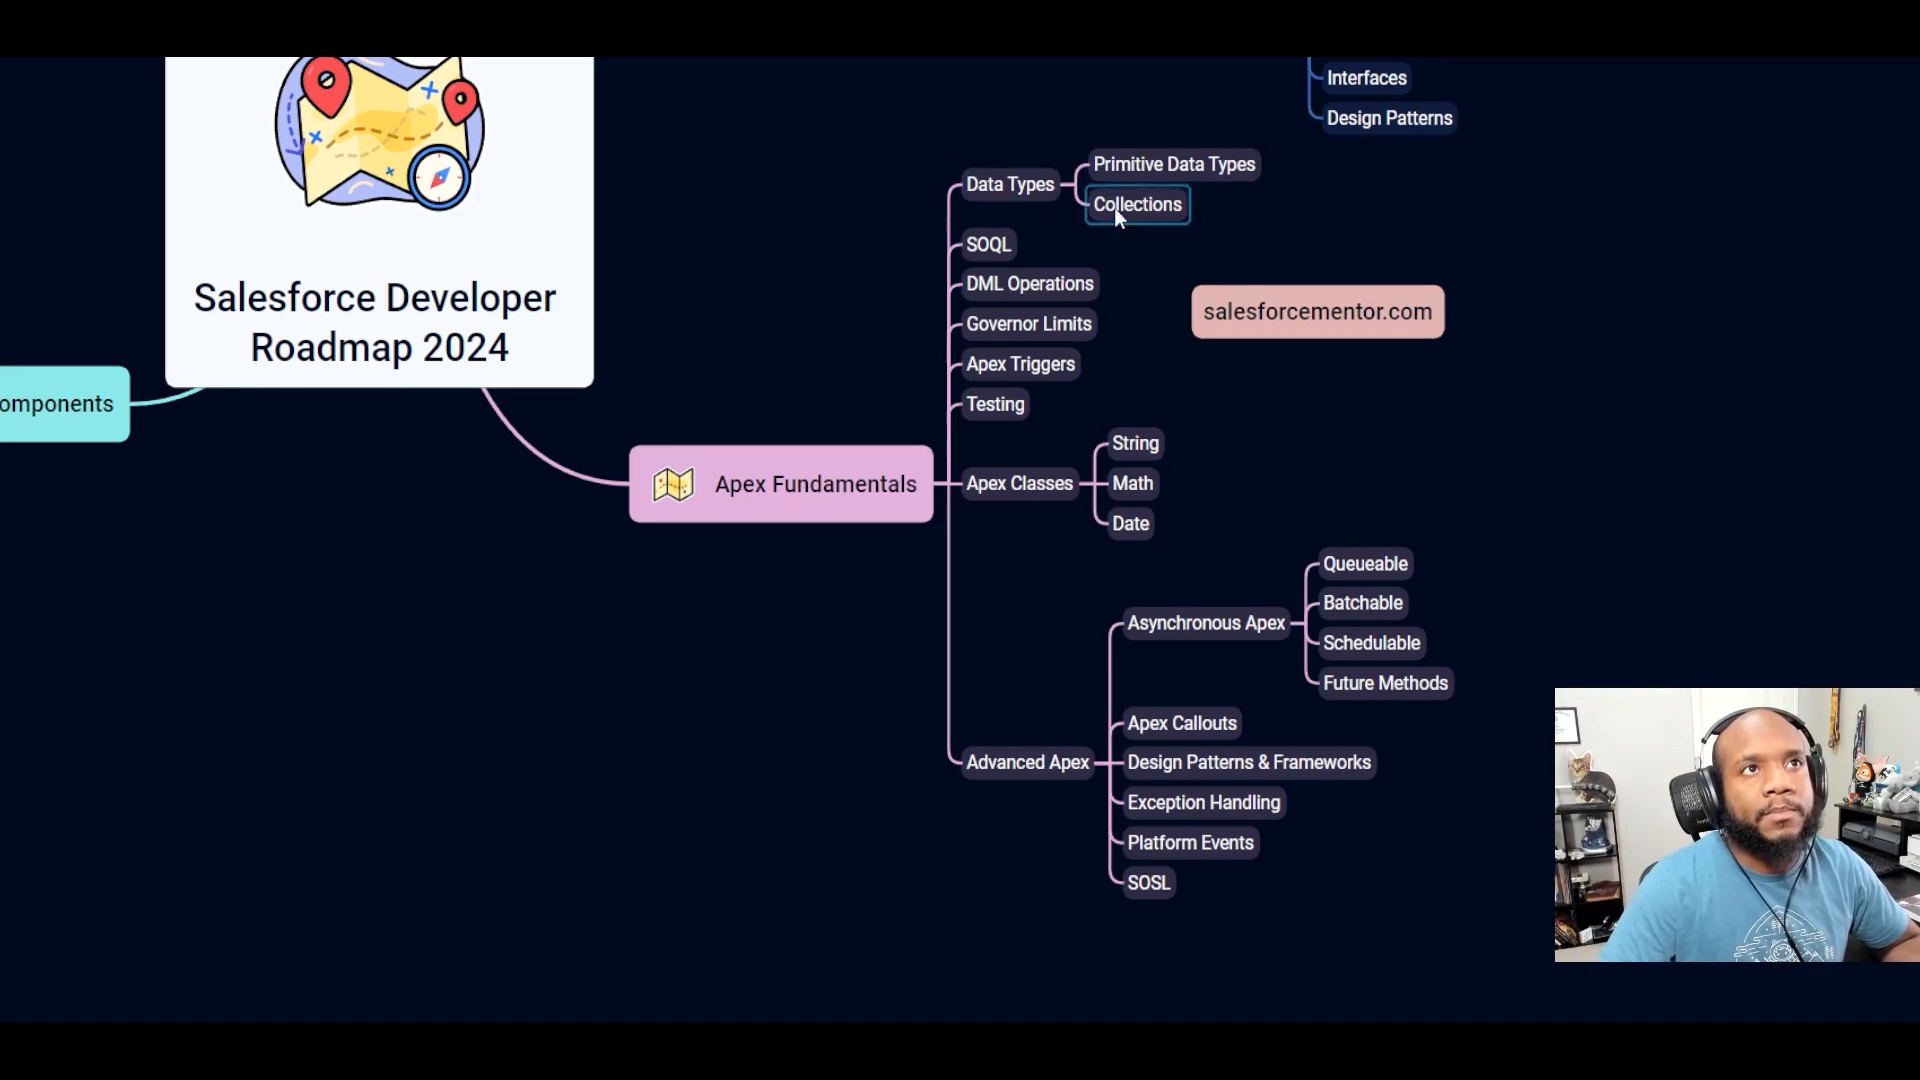 Interfaces
Design Patterns
Primitive Data Types
Data Types
Collections
SOQL
DML Operations
Governor Limits
salesforcementor.com
Salesforce Developer
Roadmap 2024
Apex Triggers
Testing
omponents
String
Apex Fundamentals
Apex Classes
Math
Date
Queueable
Batchable
Asynchronous Apex
Schedulable
Future Methods
Apex Callouts
Advanced Apex
Design Patterns & Frameworks
Exception Handling
Platform Events
SOSL